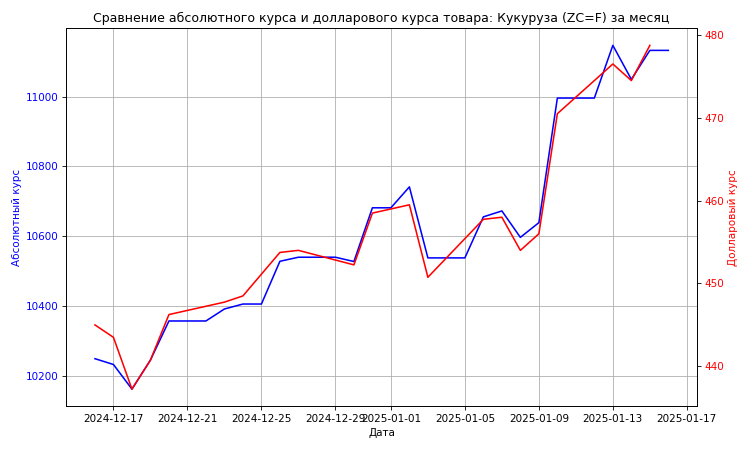 Сравнение абсолютного курса и долларового курса товара: Кукуруза (ZC=F) за месяц
Абсолютный курс
11000
10800
10600
10400
10200
480
470
460
450
440
Долларовый курс
2024-12-17 2024-12-21 2024-12-25 2024-12-29 2025-01-01 2025-01-05 2025-01-09 2025-01-13 2025-01-17
Дата